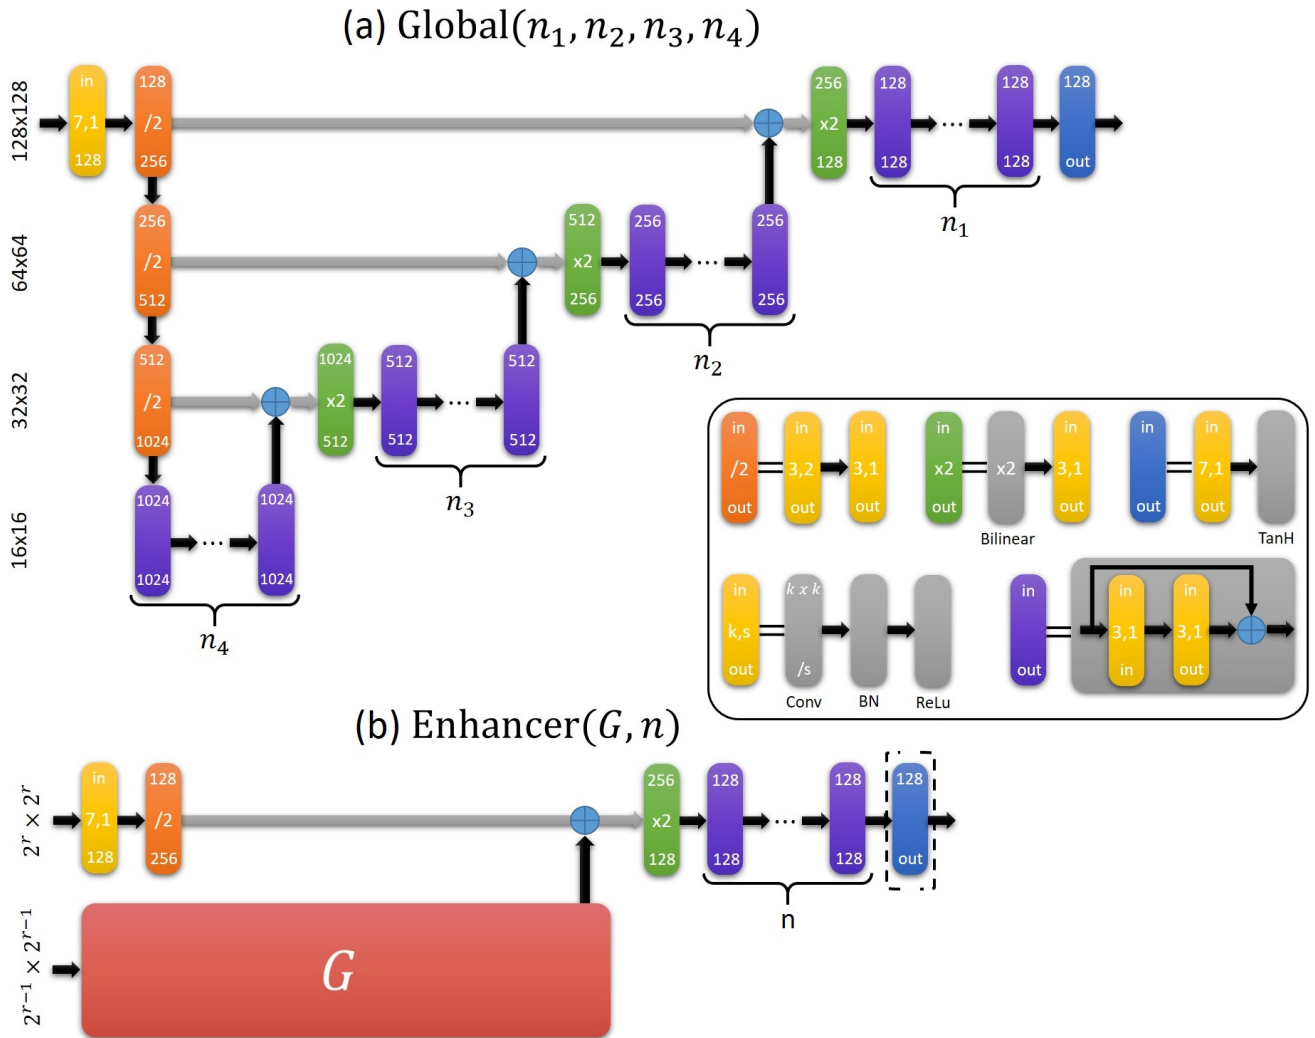 (a) Global(n₁, n₂, n₃, n₄)
128x128
in
7,1
128
128
/2
256
256
x2
128
128
128
...
128
128
128
out
n₁
64x64
256
/2
512
512
x2
256
256
256
...
256
256
n₂
32x32
512
/2
1024
1024
x2
512
512
512
...
512
512
n₃
16x16
1024
1024
...
1024
1024
n₄
in
/2
out
in
3,2
out
in
3,1
out
in
x2
out
x2
Bilinear
in
3,1
out
in
out
in
7,1
out
TanH
in
k,s
out
k x k
/s
Conv
BN
ReLu
in
out
in
3,1
in
in
3,1
out
(b) Enhancer(G, n)
2ʳ × 2ʳ
in
7,1
128
128
/2
256
256
x2
128
128
128
...
128
128
128
out
n
2ʳ⁻¹ × 2ʳ⁻¹
G